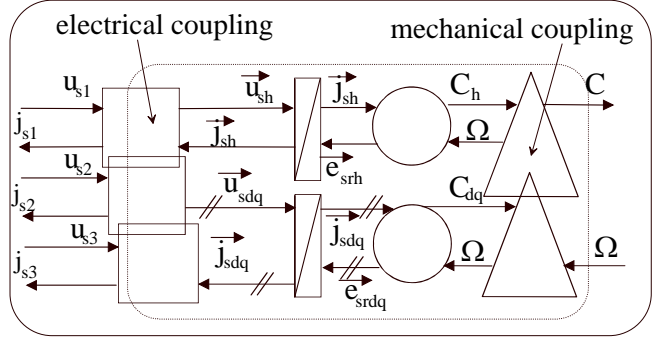 electrical coupling
mechanical coupling
u_s1
u_sh
j_sh
C_h
C
j_s1
j_sh
Ω
e_srh
u_s2
u_sdq
C_dq
j_s2
u_s3
j_sdq
j_sdq
Ω
Ω
j_s3
e_srdq